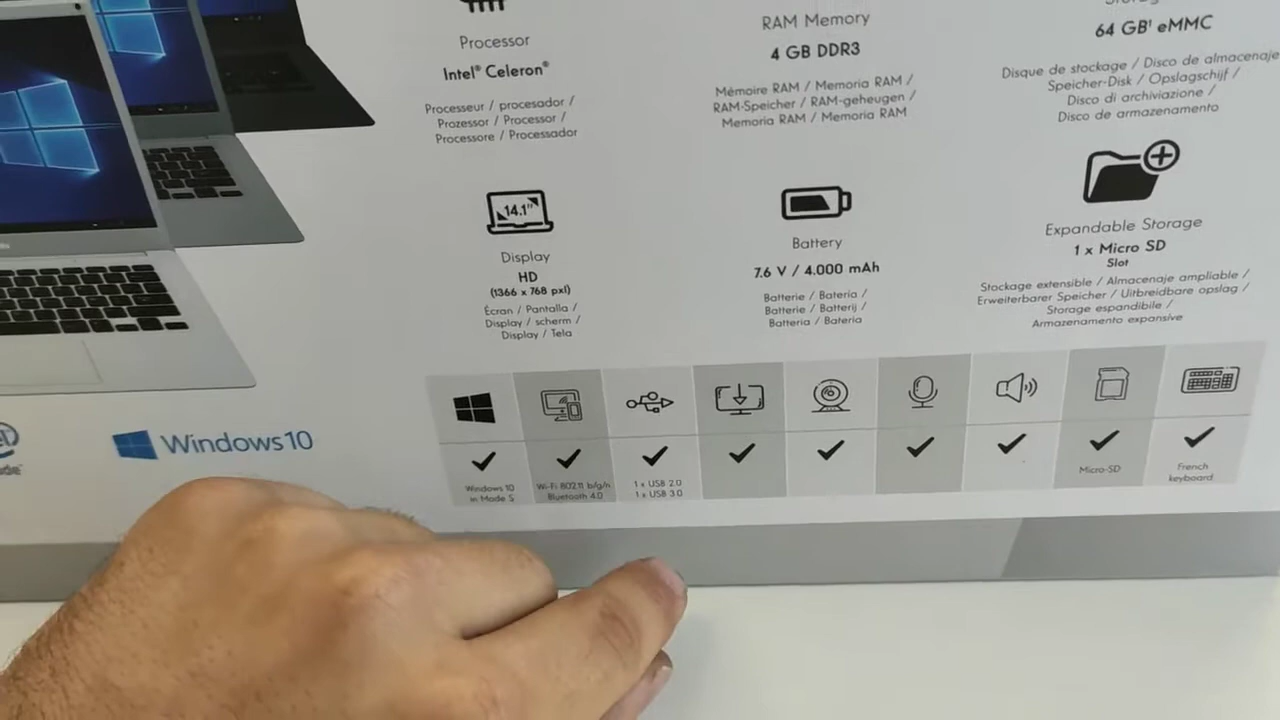 Processor
Intel® Celeron®
Processeur / procesador /
Prozessor / Processor /
Processore / Processador
RAM Memory
4 GB DDR3
Mémoire RAM / Memoria RAM /
RAM-Speicher / RAM-geheugen /
Memoria RAM / Memória RAM
64 GB¹ eMMC
Disque de stockage / Disco de almacenaje
Speicher-Disk / Opslagschijf /
Disco di archiviazione /
Disco de armazenamento
14.1"
Display
HD
(1366 x 768 pxl)
Écran / Pantalla /
Display / scherm /
Display / Tela
Battery
7.6 V / 4.000 mAh
Batterie / Bateria /
Batterie / Batterij /
Batteria / Bateria
Expandable Storage
1 x Micro SD
Slot
Stockage extensible / Almacenaje ampliable /
Erweiterbarer Speicher / Uitbreidbare opslag /
Storage espandibile /
Armazenamento expansive
Windows 10
Windows 10
in Mode S
Wi-Fi 802.11 b/g/n
Bluetooth 4.0
1 x USB 2.0
1 x USB 3.0
Micro-SD
French
keyboard